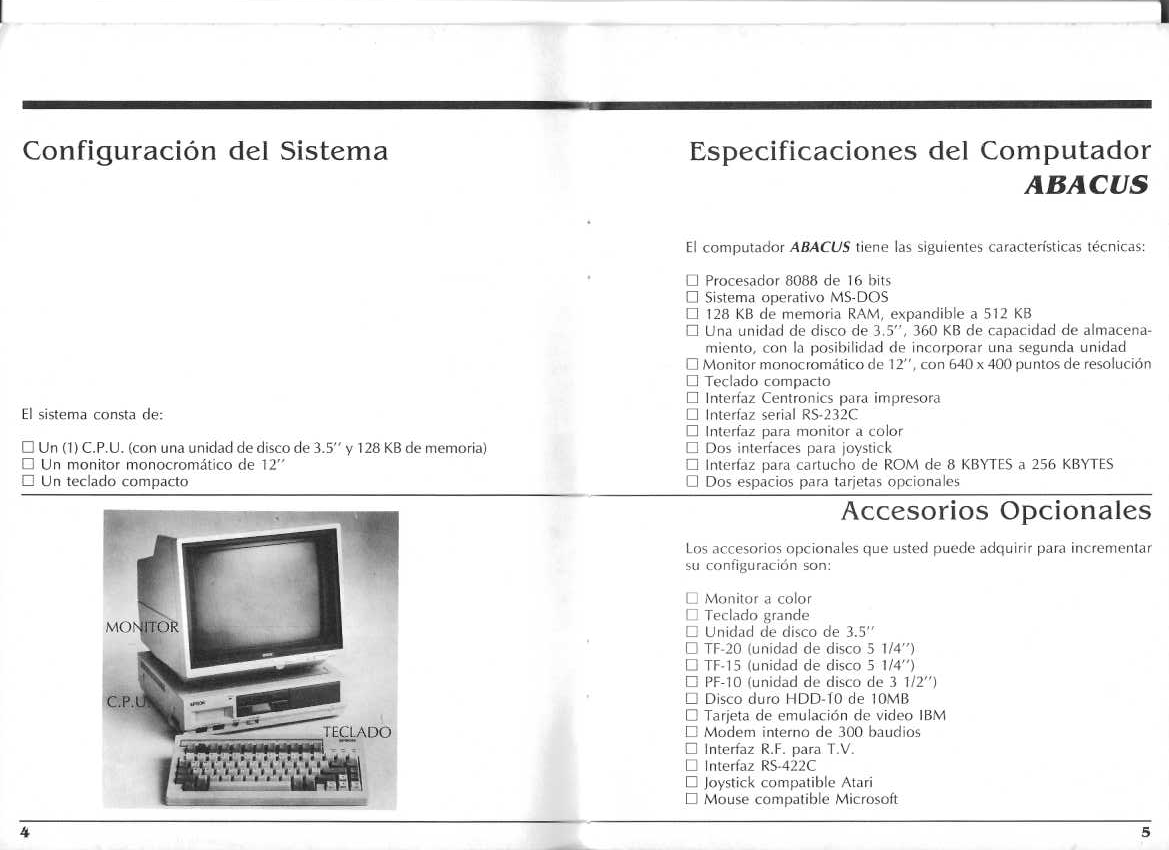 Configuración del Sistema
El sistema consta de:
☐ Un (1) C.P.U. (con una unidad de disco de 3.5'' y 128 KB de memoria)
☐ Un monitor monocromático de 12''
☐ Un teclado compacto
MONITOR
C.P.U.
EPSON
TECLADO
4
Especificaciones del Computador
ABACUS
El computador ABACUS tiene las siguientes características técnicas:
☐ Procesador 8088 de 16 bits
☐ Sistema operativo MS-DOS
☐ 128 KB de memoria RAM, expandible a 512 KB
☐ Una unidad de disco de 3.5'', 360 KB de capacidad de almacena-
miento, con la posibilidad de incorporar una segunda unidad
☐ Monitor monocromático de 12'', con 640 x 400 puntos de resolución
☐ Teclado compacto
☐ Interfaz Centronics para impresora
☐ Interfaz serial RS-232C
☐ Interfaz para monitor a color
☐ Dos interfaces para joystick
☐ Interfaz para cartucho de ROM de 8 KBYTES a 256 KBYTES
☐ Dos espacios para tarjetas opcionales
Accesorios Opcionales
Los accesorios opcionales que usted puede adquirir para incrementar
su configuración son:
☐ Monitor a color
☐ Teclado grande
☐ Unidad de disco de 3.5''
☐ TF-20 (unidad de disco 5 1/4'')
☐ TF-15 (unidad de disco 5 1/4'')
☐ PF-10 (unidad de disco de 3 1/2'')
☐ Disco duro HDD-10 de 10MB
☐ Tarjeta de emulación de video IBM
☐ Modem interno de 300 baudios
☐ Interfaz R.F. para T.V.
☐ Interfaz RS-422C
☐ Joystick compatible Atari
☐ Mouse compatible Microsoft
5